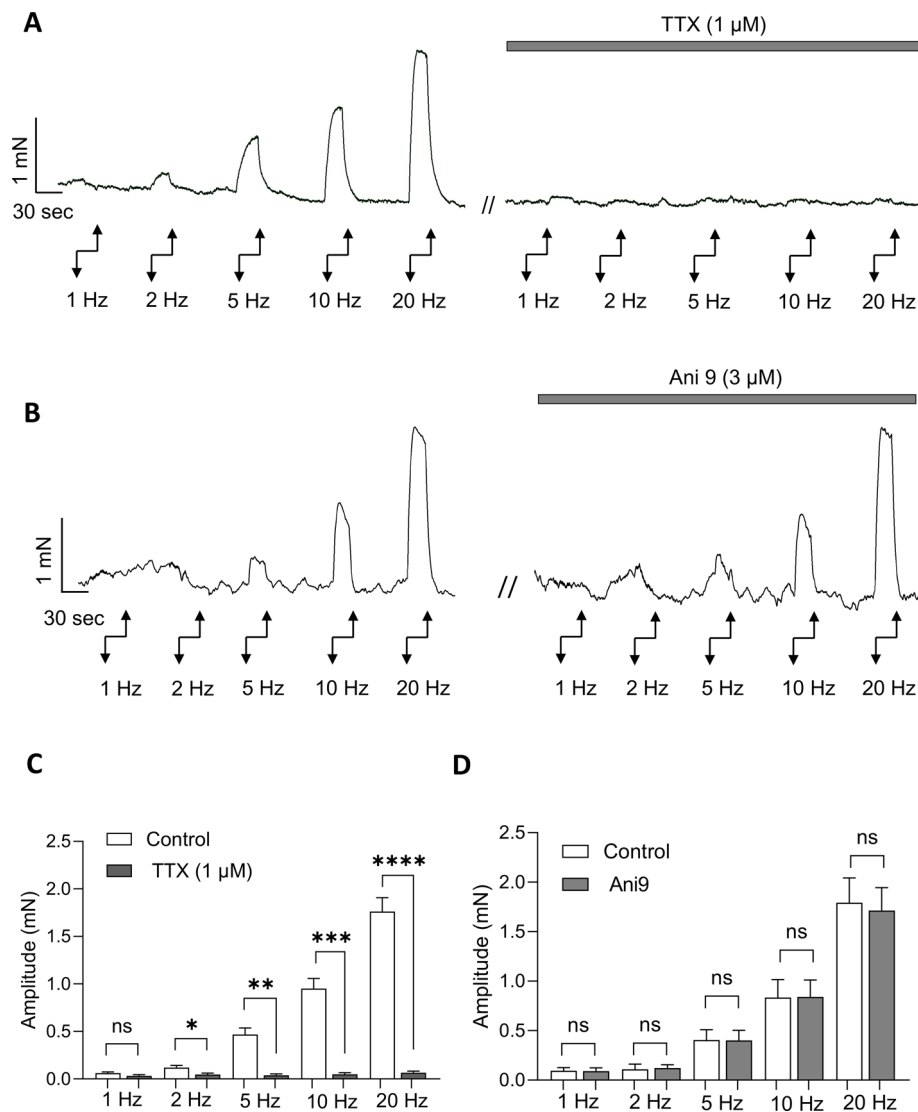 A
TTX (1 µM)
1 mN
30 sec
//
1 Hz 2 Hz 5 Hz 10 Hz 20 Hz 1 Hz 2 Hz 5 Hz 10 Hz 20 Hz
Ani 9 (3 µM)
B
1 mN
30 sec
//
1 Hz 2 Hz 5 Hz 10 Hz 20 Hz 1 Hz 2 Hz 5 Hz 10 Hz 20 Hz
C
Amplitude (mN)
2.5
2.0
1.5
1.0
0.5
0.0
Control
TTX (1 µM)
ns
*
**
***
****
1 Hz 2 Hz 5 Hz 10 Hz 20 Hz
D
Amplitude (mN)
2.5
2.0
1.5
1.0
0.5
0.0
Control
Ani9
ns
ns
ns
ns
ns
1 Hz 2 Hz 5 Hz 10 Hz 20 Hz